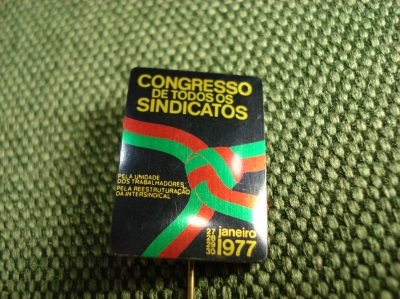 CONGRESSO
DE TODOS OS
SINDICATOS
PELA UNIDADE
DOS TRABALHADORES
PELA REESTRUTURAÇÃO
DA INTERSINDICAL
27
28
29
30
janeiro
1977